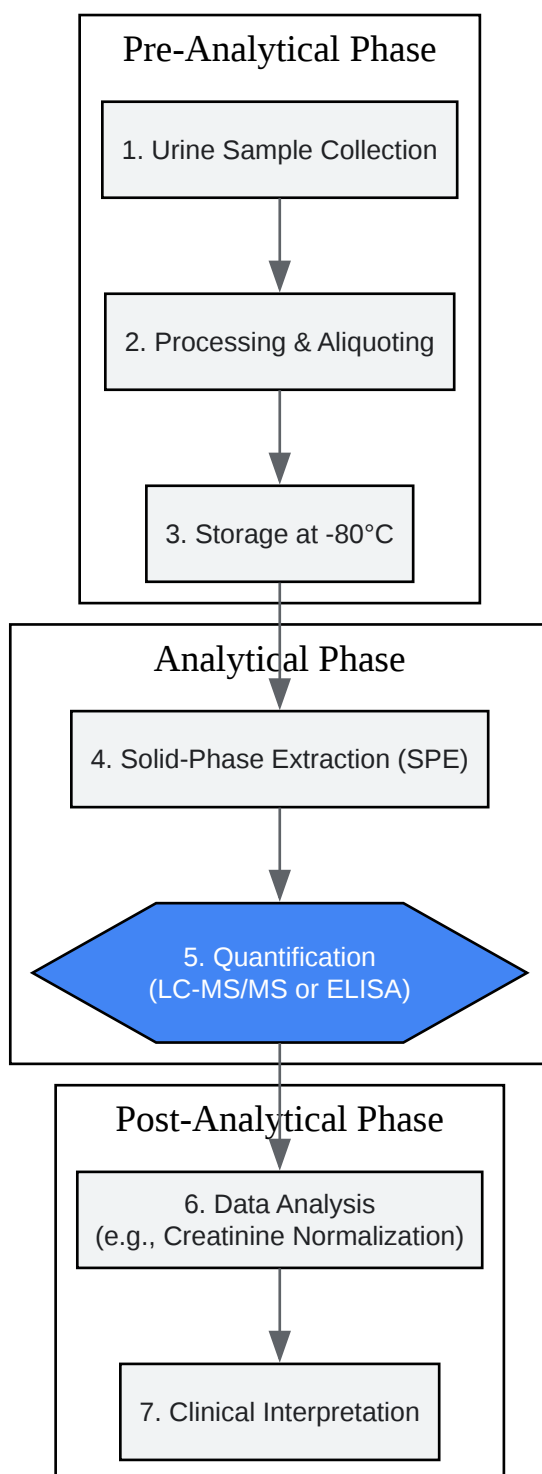 Pre-Analytical Phase
1. Urine Sample Collection
2. Processing & Aliquoting
3. Storage at -80°C
Analytical Phase
4. Solid-Phase Extraction (SPE)
5. Quantification
(LC-MS/MS or ELISA)
Post-Analytical Phase
6. Data Analysis
(e.g., Creatinine Normalization)
7. Clinical Interpretation